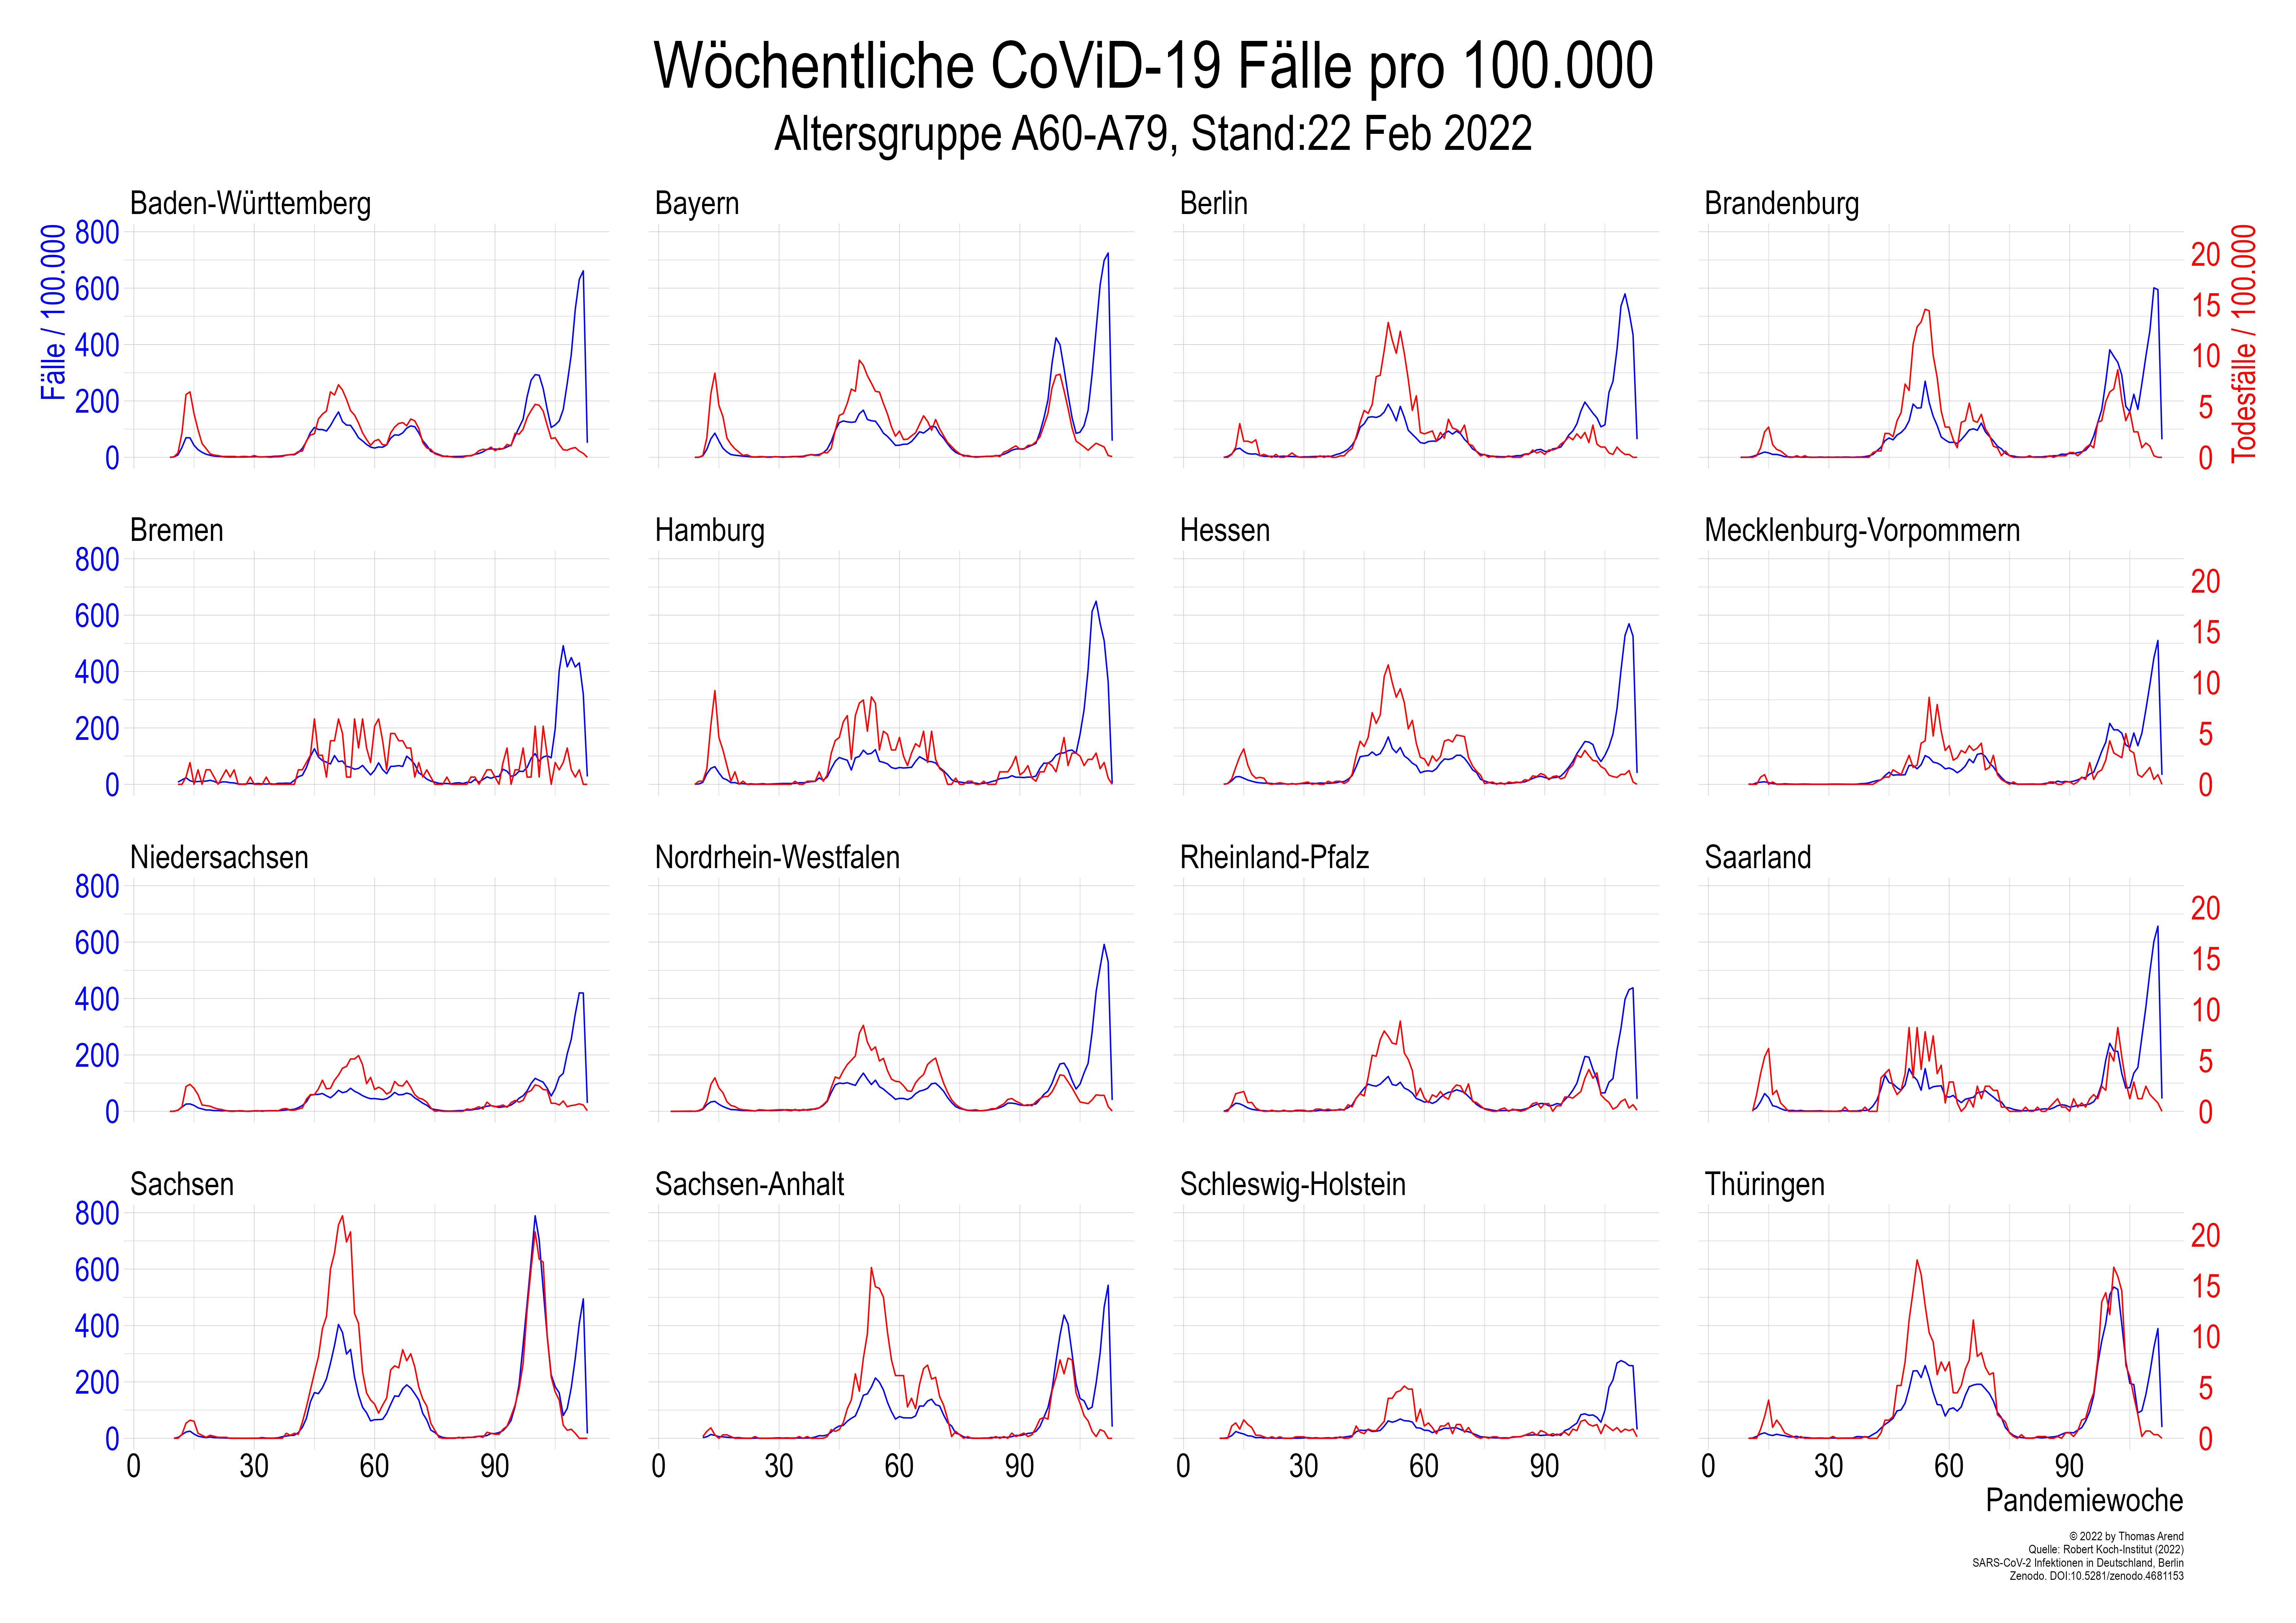 Wöchentliche CoViD-19 Fälle pro 100.000
Altersgruppe A60-A79, Stand:22 Feb 2022
Baden-Württemberg
Bayern
Berlin
Brandenburg
Fälle / 100.000
800
600
400
200
0
20
15
10
5
0
Todesfälle / 100.000
Bremen
Hamburg
Hessen
Mecklenburg-Vorpommern
800
600
400
200
0
20
15
10
5
0
Niedersachsen
Nordrhein-Westfalen
Rheinland-Pfalz
Saarland
800
600
400
200
0
20
15
10
5
0
Sachsen
Sachsen-Anhalt
Schleswig-Holstein
Thüringen
800
600
400
200
0
20
15
10
5
0
0 30 60 90
0 30 60 90
0 30 60 90
0 30 60 90
Pandemiewoche
© 2022 by Thomas Arend
Quelle: Robert Koch-Institut (2022)
SARS-CoV-2 Infektionen in Deutschland, Berlin
Zenodo. DOI:10.5281/zenodo.4681153